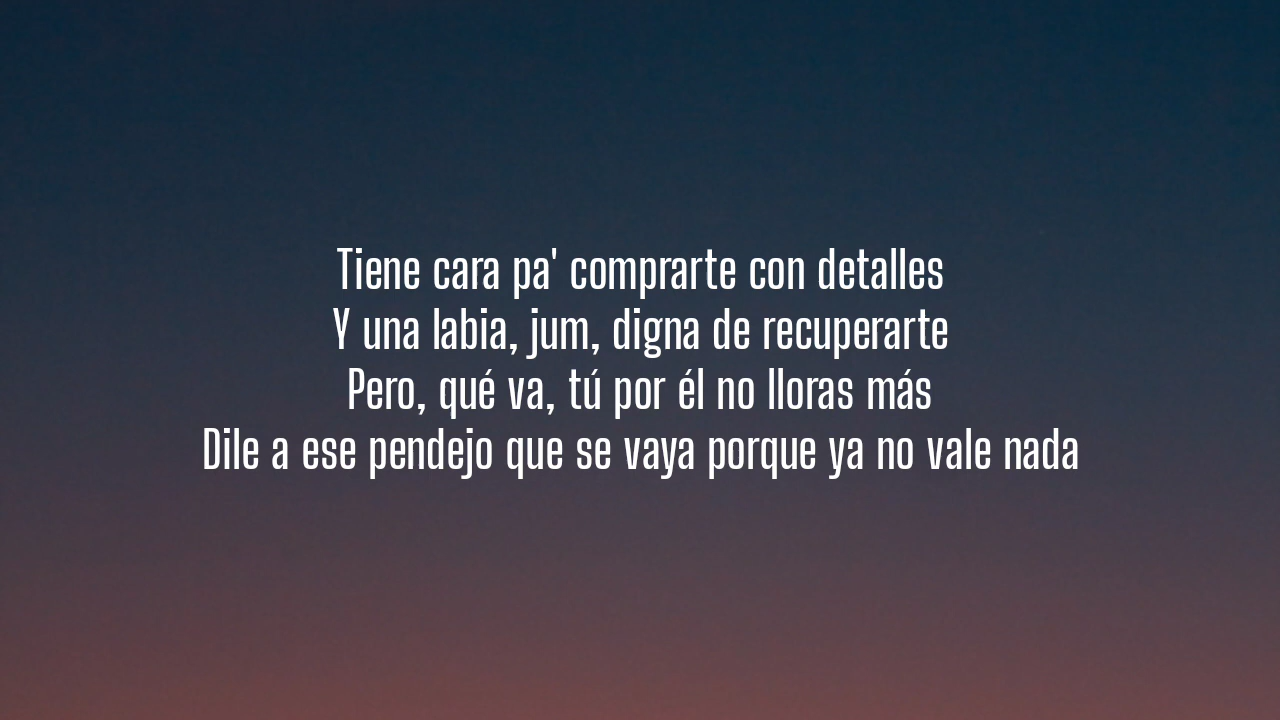 Tiene cara pa' comprarte con detalles
Y una labia, jum, digna de recuperarte
Pero, qué va, tú por él no lloras más
Dile a ese pendejo que se vaya porque ya no vale nada